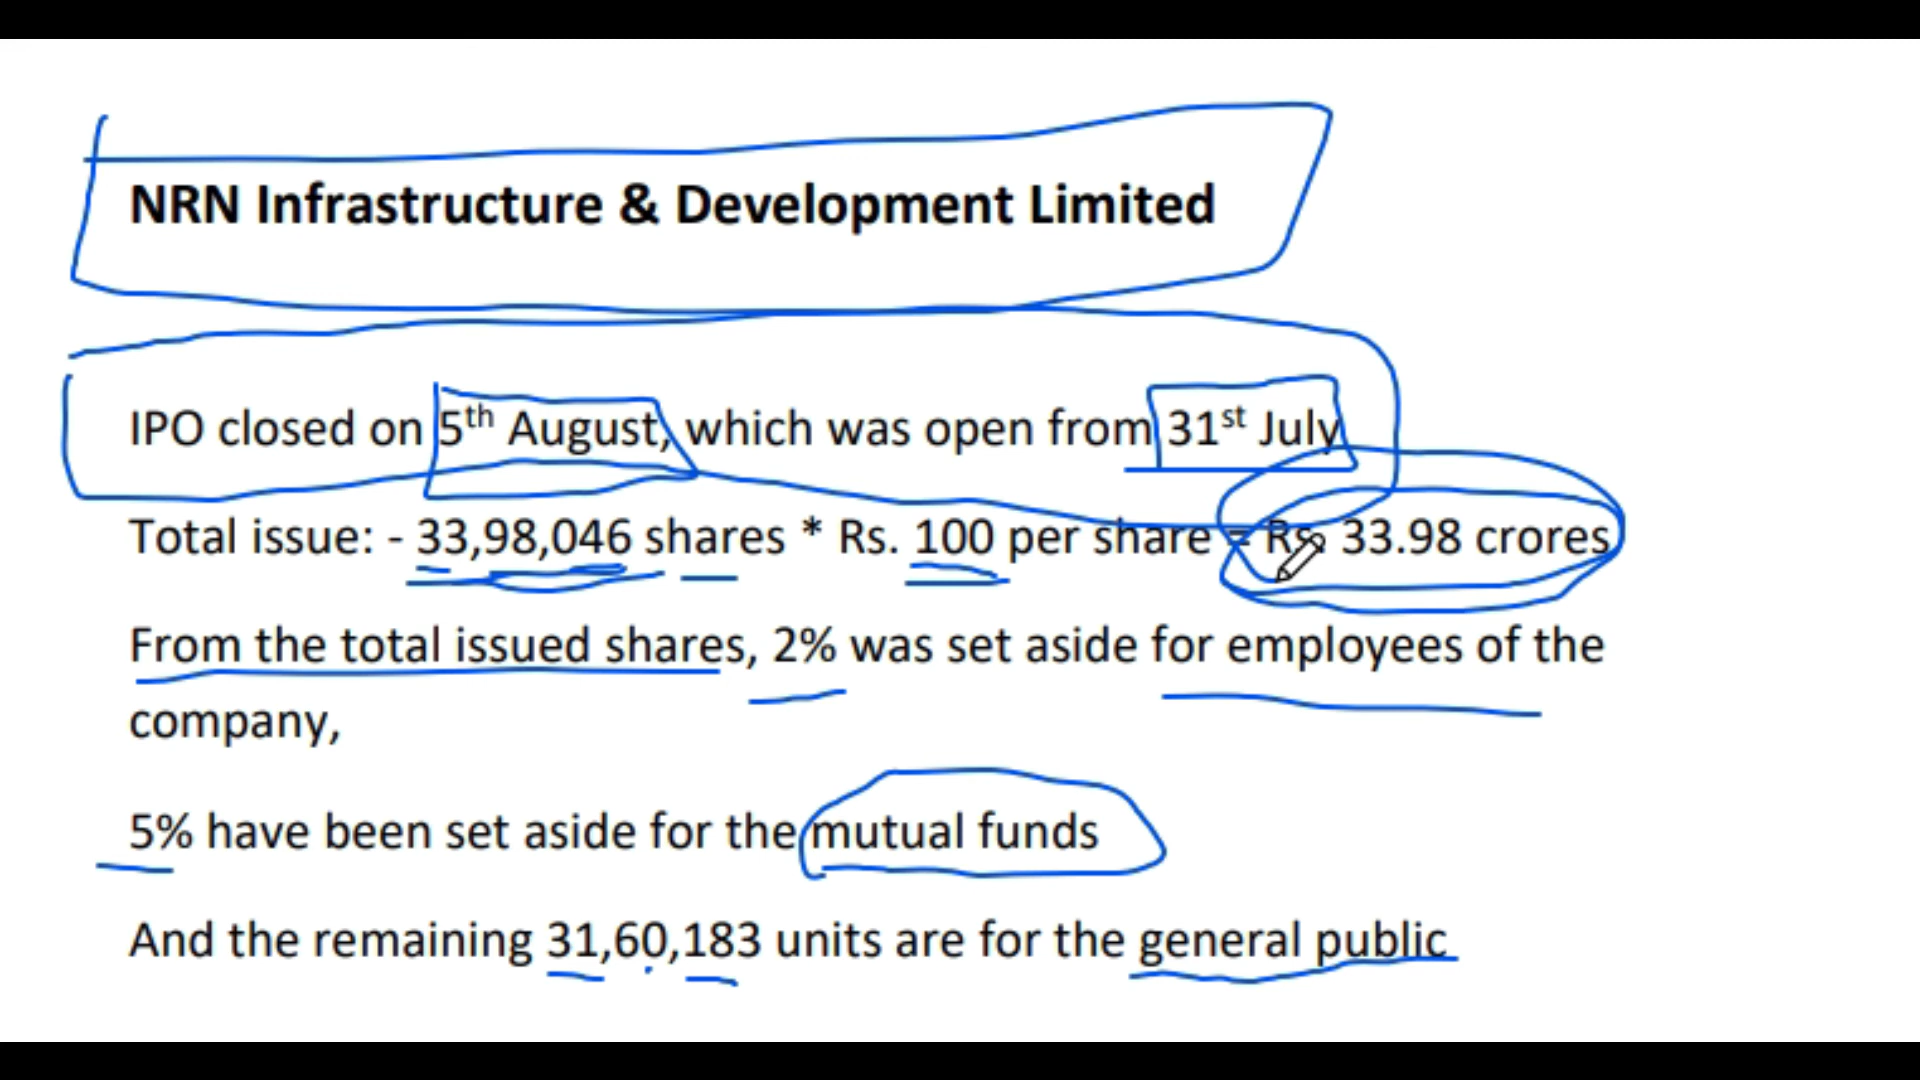 NRN Infrastructure & Development Limited
IPO closed on 5th August, which was open from 31st July
Total issue: - 33,98,046 shares * Rs. 100 per share = Rs. 33.98 crores
From the total issued shares, 2% was set aside for employees of the
company,
5% have been set aside for the mutual funds
And the remaining 31,60,183 units are for the general public